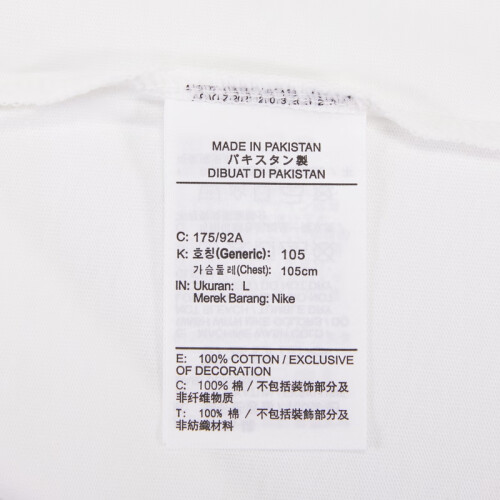 MADE IN PAKISTAN
パキスタン製
DIBUAT DI PAKISTAN
C: 175/92A
K: 호칭(Generic): 105
가슴둘레(Chest): 105cm
IN: Ukuran: L
Merek Barang: Nike
E: 100% COTTON / EXCLUSIVE
OF DECORATION
C: 100% 棉 / 不包括装饰部分及
非纤维物质
T: 100% 棉 / 不包括裝飾部分及
非紡織材料